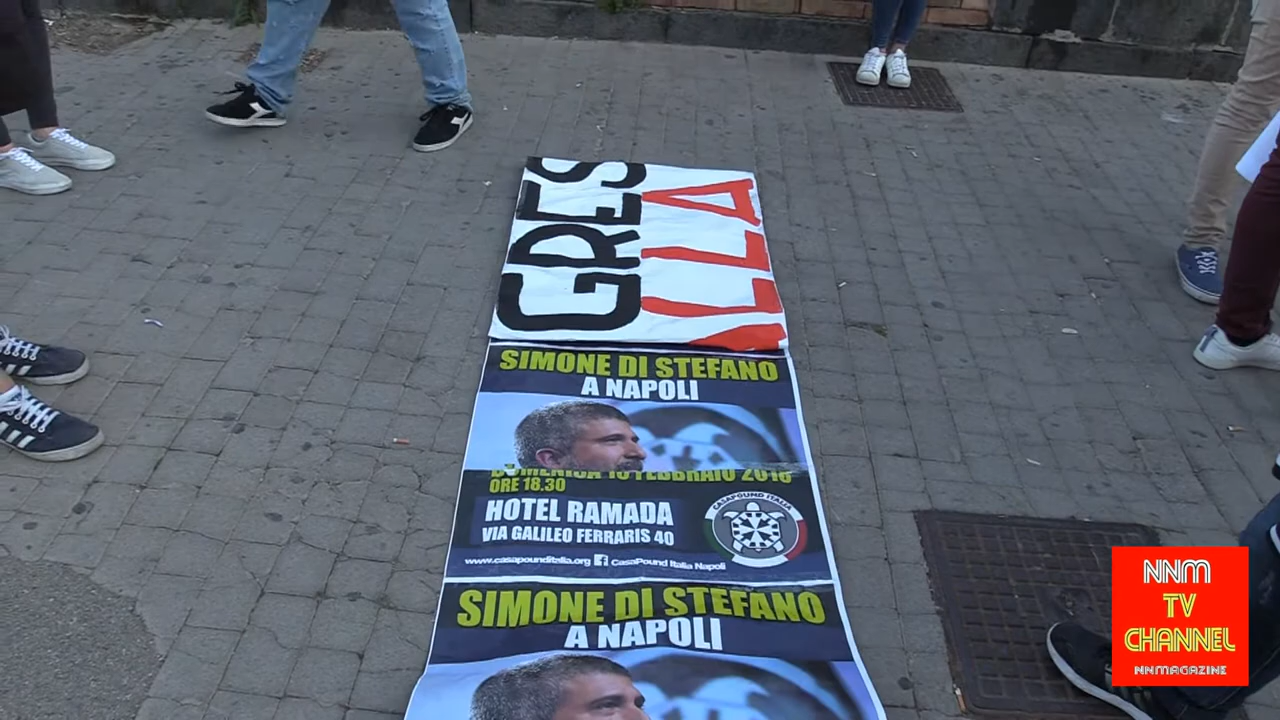 GRES
ALLA
SIMONE DI STEFANO
A NAPOLI
ORE 18.30
HOTEL RAMADA
VIA GALILEO FERRARIS 40
www.casapounditalia.org f CasaPound Italia Napoli
CASAPOUND ITALIA
SIMONE DI STEFANO
A NAPOLI
NNM
TV
CHANNEL
NNMAGAZINE